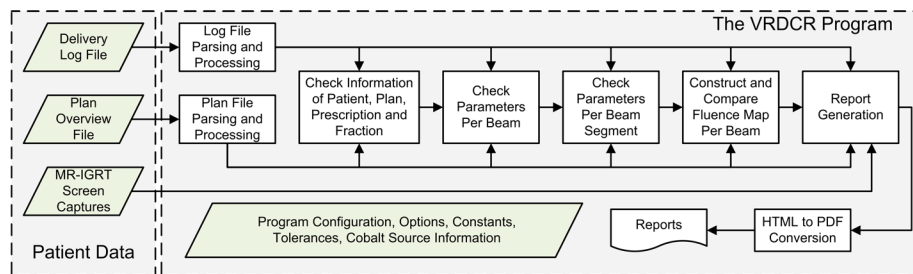 The VRDCR Program
Delivery
Log File
Log File
Parsing and
Processing
Plan
Overview
File
Plan File
Parsing and
Processing
Check Information
of Patient, Plan,
Prescription and
Fraction
Check
Parameters
Per Beam
Check
Parameters
Per Beam
Segment
Construct and
Compare
Fluence Map
Per Beam
Report
Generation
MR-IGRT
Screen
Captures
Patient Data
Program Configuration, Options, Constants,
Tolerances, Cobalt Source Information
Reports
HTML to PDF
Conversion